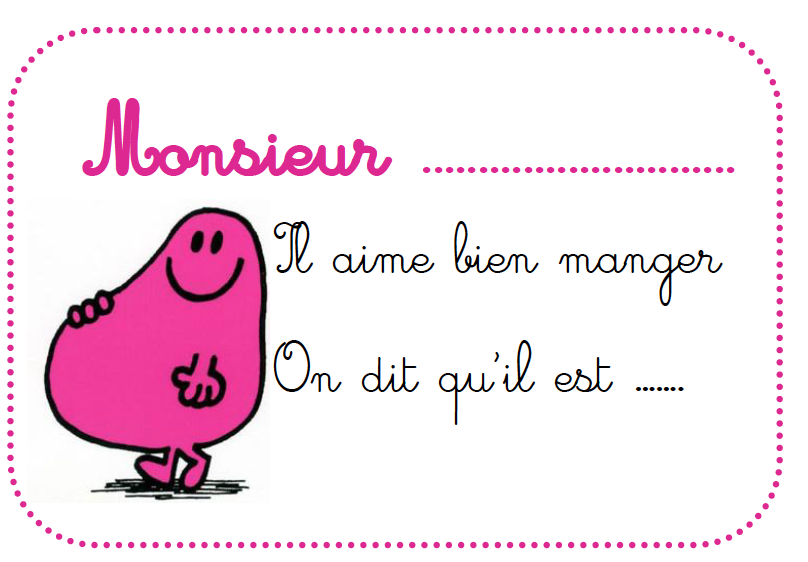 Monsieur ................................
Il aime bien manger
On dit qu'il est .......